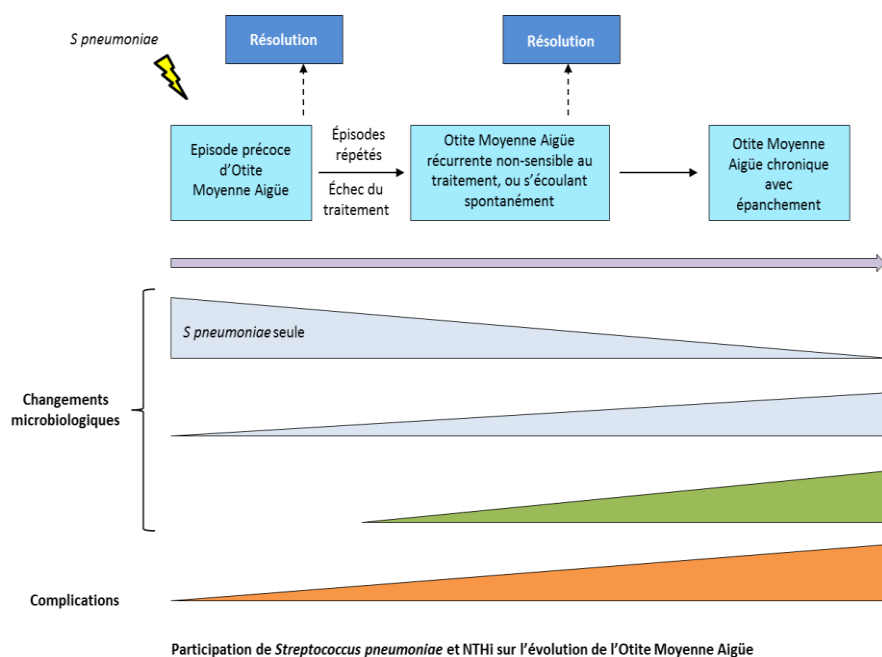 S pneumoniae
Résolution
Résolution
Episode précoce
d'Otite
Moyenne Aigüe
Épisodes
répétés
Échec du
traitement
Otite Moyenne Aigüe
récurrente non-sensible au
traitement, ou s'écoulant
spontanément
Otite Moyenne
Aigüe chronique
avec
épanchement
S pneumoniae seule
Changements
microbiologiques
Complications
Participation de Streptococcus pneumoniae et NTHi sur l'évolution de l'Otite Moyenne Aigüe